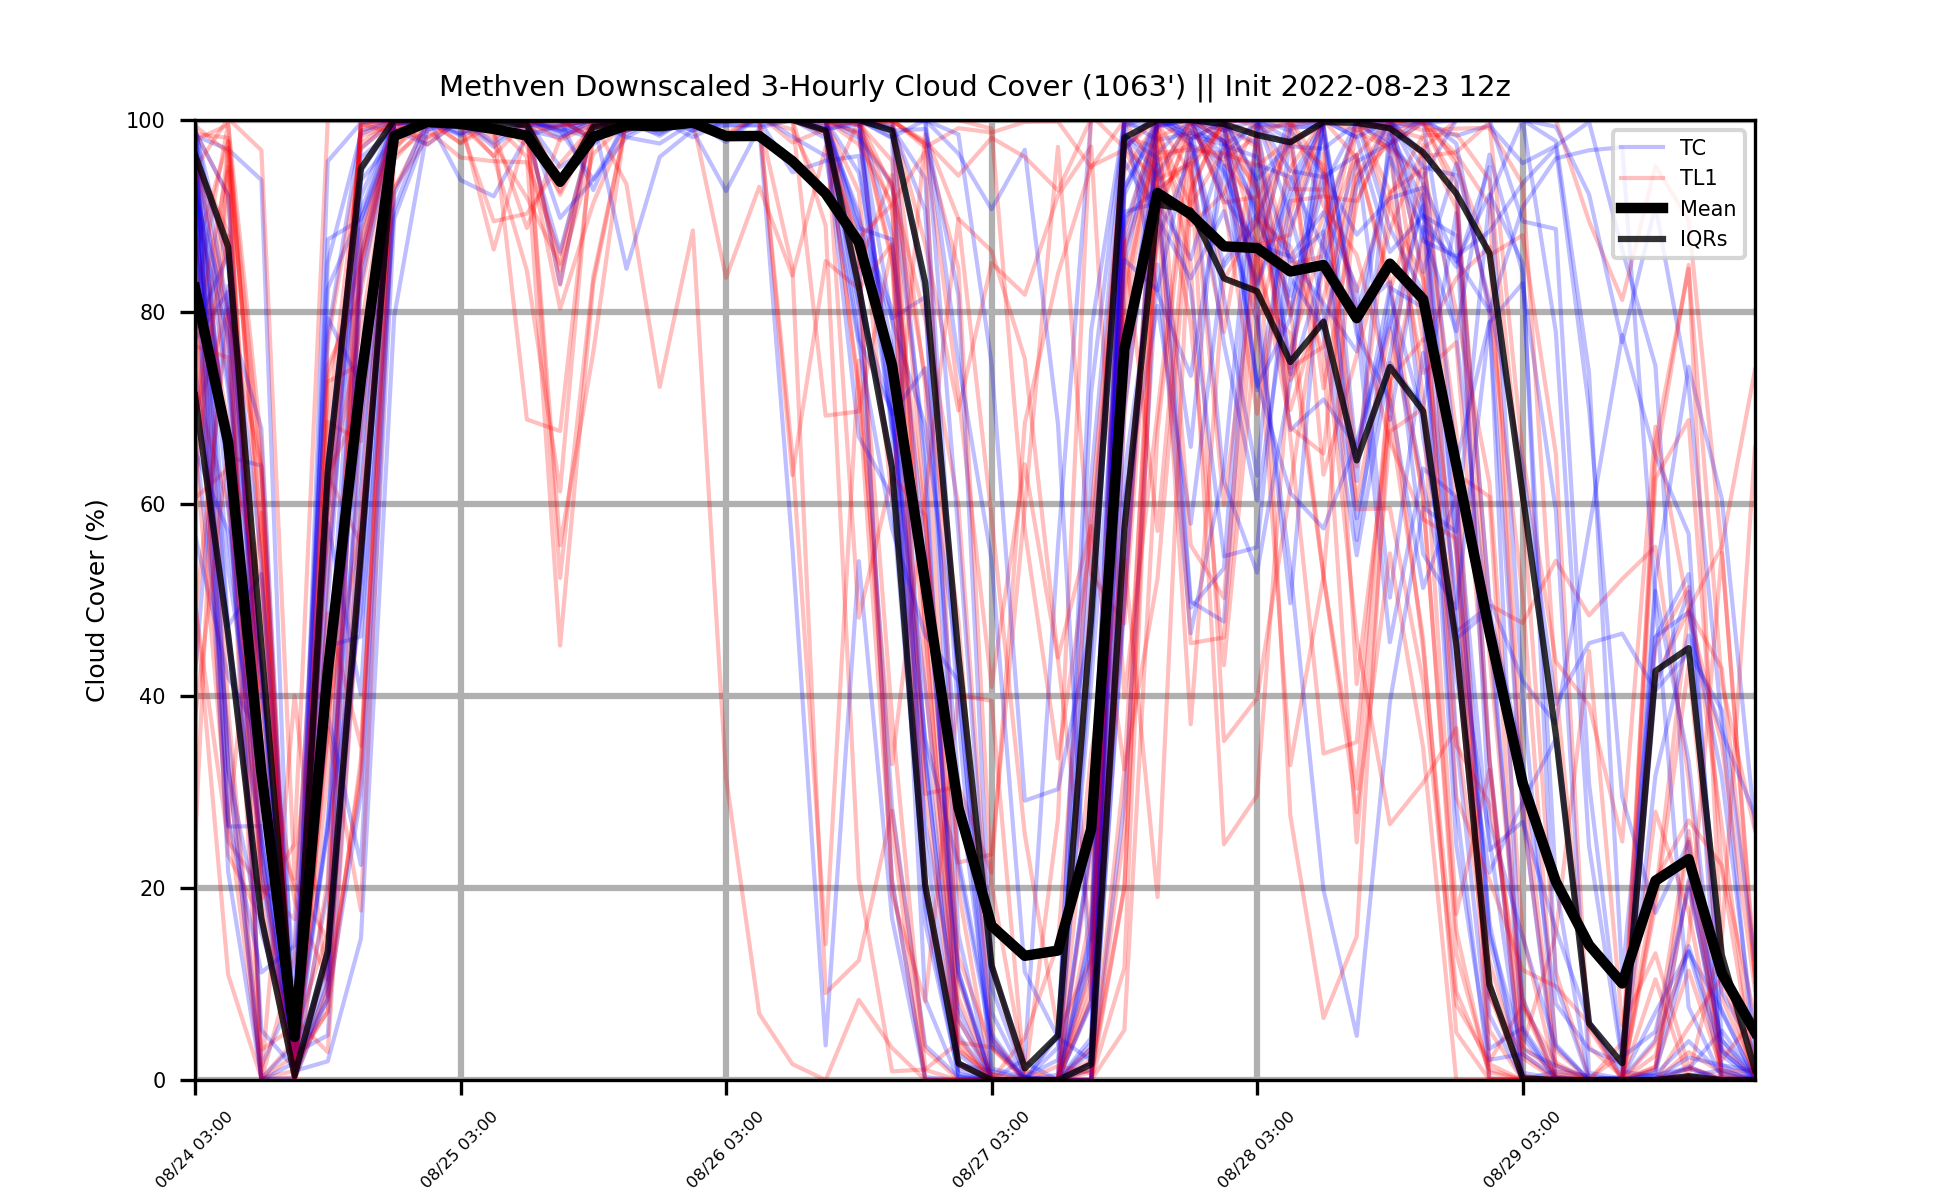 Methven Downscaled 3-Hourly Cloud Cover (1063') || Init 2022-08-23 12z
TC
TL1
Mean
IQRs
Cloud Cover (%)
100
80
60
40
20
0
08/24 03:00
08/25 03:00
08/26 03:00
08/27 03:00
08/28 03:00
08/29 03:00